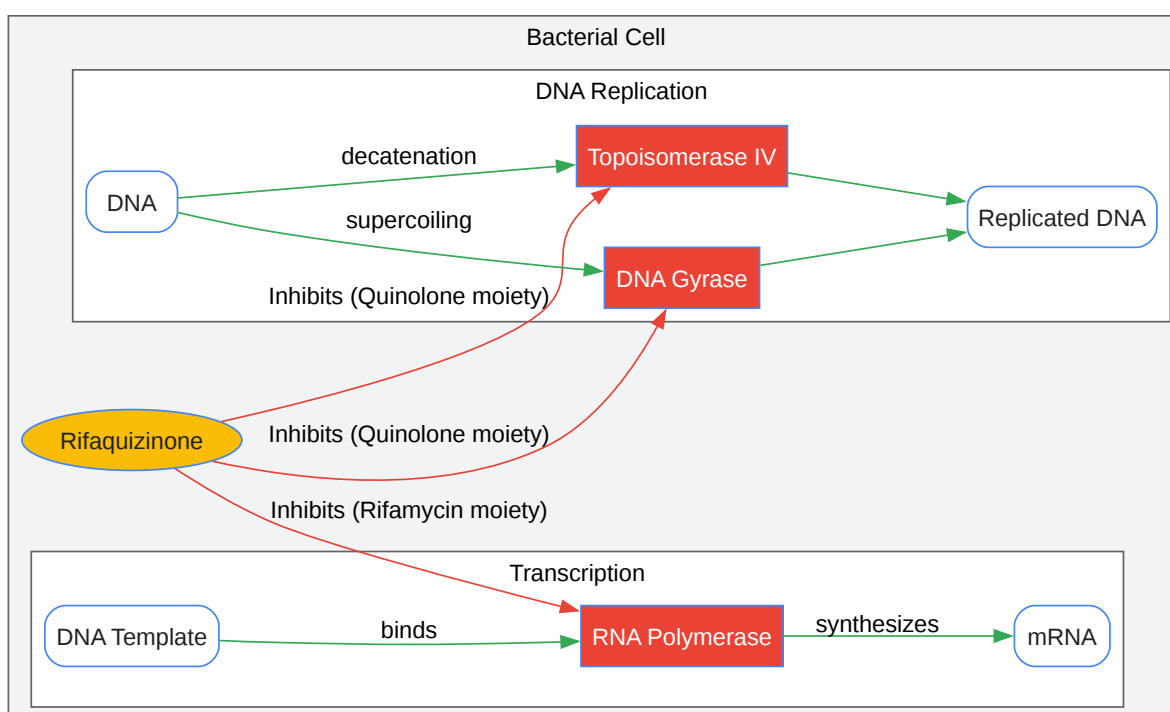 Bacterial Cell
DNA Replication
decatenation
Topoisomerase IV
DNA
supercoiling
Replicated DNA
DNA Gyrase
Inhibits (Quinolone moiety)
Rifaquizinone
Inhibits (Quinolone moiety)
Inhibits (Rifamycin moiety)
Transcription
DNA Template
binds
RNA Polymerase
synthesizes
mRNA